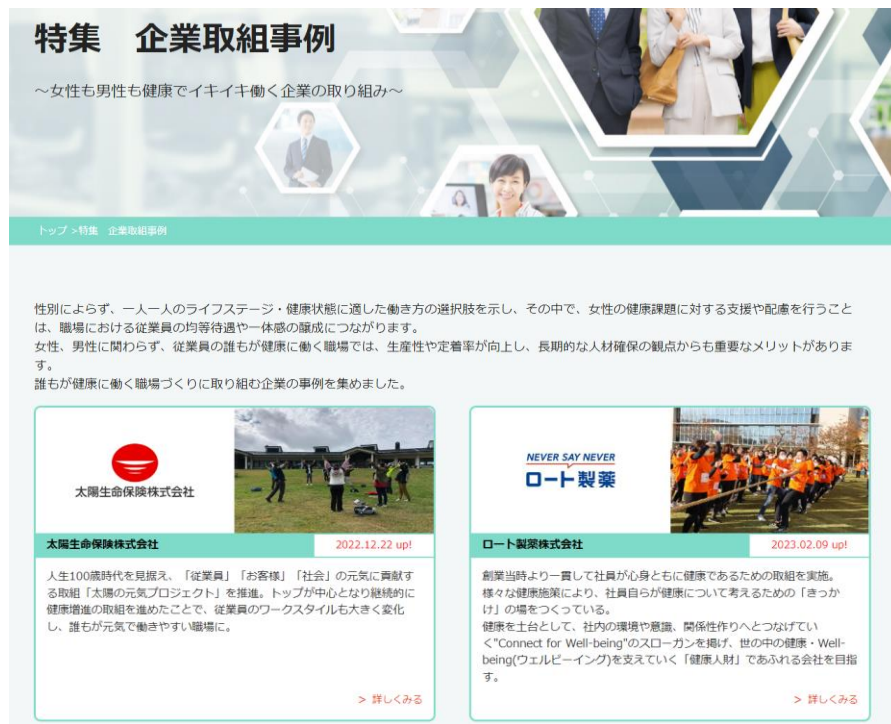 特集　企業取組事例
～女性も男性も健康でイキイキ働く企業の取り組み～
トップ >特集　企業取組事例
性別によらず、一人一人のライフステージ・健康状態に適した働き方の選択肢を示し、その中で、女性の健康課題に対する支援や配慮を行うこと
は、職場における従業員の均等待遇や一体感の醸成につながります。
女性、男性に関わらず、従業員の誰もが健康に働く職場では、生産性や定着率が向上し、長期的な人材確保の観点からも重要なメリットがありま
す。
誰もが健康に働く職場づくりに取り組む企業の事例を集めました。
太陽生命保険株式会社
太陽生命保険株式会社
2022.12.22 up!
人生100歳時代を見据え、「従業員」「お客様」「社会」の元気に貢献す
る取組「太陽の元気プロジェクト」を推進。トップが中心となり継続的に
健康増進の取組を進めたことで、従業員のワークスタイルも大きく変化
し、誰もが元気で働きやすい職場に。
> 詳しくみる
NEVER SAY NEVER
ロート製薬
ロート製薬株式会社
2023.02.09 up!
創業当時より一貫して社員が心身ともに健康であるための取組を実施。
様々な健康施策により、社員自らが健康について考えるための「きっか
け」の場をつくっている。
健康を土台として、社内の環境や意識、関係性作りへとつなげてい
く"Connect for Well-being"のスローガンを掲げ、世の中の健康・Well-
being(ウェルビーイング)を支えていく「健康人財」であふれる会社を目指
す。
> 詳しくみる